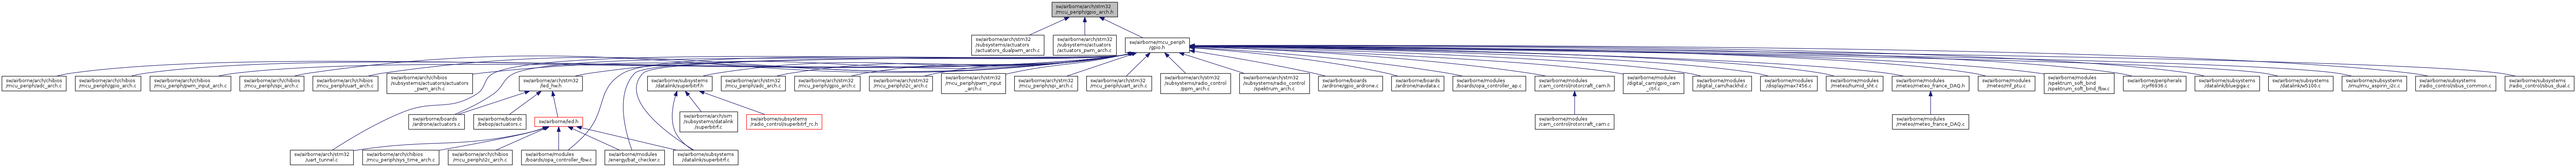 sw/airborne/arch/stm32
/mcu_periph/gpio_arch.h
sw/airborne/arch/stm32
/subsystems/actuators
/actuators_dualpwm_arch.c
sw/airborne/arch/stm32
/subsystems/actuators
/actuators_pwm_arch.c
sw/airborne/mcu_periph
/gpio.h
sw/airborne/arch/chibios
/mcu_periph/adc_arch.c
sw/airborne/arch/chibios
/mcu_periph/gpio_arch.c
sw/airborne/arch/chibios
/mcu_periph/pwm_input_arch.c
sw/airborne/arch/chibios
/mcu_periph/spi_arch.c
sw/airborne/arch/chibios
/mcu_periph/uart_arch.c
sw/airborne/arch/chibios
/subsystems/actuators/actuators
_pwm_arch.c
sw/airborne/arch/stm32
/led_hw.h
sw/airborne/subsystems
/datalink/superbitrf.h
sw/airborne/arch/stm32
/mcu_periph/adc_arch.c
sw/airborne/arch/stm32
/mcu_periph/gpio_arch.c
sw/airborne/arch/stm32
/mcu_periph/i2c_arch.c
sw/airborne/arch/stm32
/mcu_periph/pwm_input
_arch.c
sw/airborne/arch/stm32
/mcu_periph/spi_arch.c
sw/airborne/arch/stm32
/mcu_periph/uart_arch.c
sw/airborne/arch/stm32
/subsystems/radio_control
/ppm_arch.c
sw/airborne/arch/stm32
/subsystems/radio_control
/spektrum_arch.c
sw/airborne/boards
/ardrone/gpio_ardrone.c
sw/airborne/boards
/ardrone/navdata.c
sw/airborne/modules
/boards/opa_controller_ap.c
sw/airborne/modules
/cam_control/rotorcraft_cam.h
sw/airborne/modules
/digital_cam/gpio_cam
_ctrl.c
sw/airborne/modules
/digital_cam/hackhd.c
sw/airborne/modules
/display/max7456.c
sw/airborne/modules
/meteo/humid_sht.c
sw/airborne/modules
/meteo/meteo_france_DAQ.h
sw/airborne/modules
/meteo/mf_ptu.c
sw/airborne/modules
/spektrum_soft_bind
/spektrum_soft_bind_fbw.c
sw/airborne/peripherals
/cyrf6936.c
sw/airborne/subsystems
/datalink/bluegiga.c
sw/airborne/subsystems
/datalink/w5100.c
sw/airborne/subsystems
/imu/imu_aspirin_i2c.c
sw/airborne/subsystems
/radio_control/sbus_common.c
sw/airborne/subsystems
/radio_control/sbus_dual.c
sw/airborne/boards
/ardrone/actuators.c
sw/airborne/boards
/bebop/actuators.c
sw/airborne/led.h
sw/airborne/arch/sim
/subsystems/datalink
/superbitrf.c
sw/airborne/subsystems
/radio_control/superbitrf_rc.h
sw/airborne/modules
/cam_control/rotorcraft_cam.c
sw/airborne/modules
/meteo/meteo_france_DAQ.c
sw/airborne/arch/stm32
/uart_tunnel.c
sw/airborne/arch/chibios
/mcu_periph/sys_time_arch.c
sw/airborne/arch/chibios
/mcu_periph/i2c_arch.c
sw/airborne/modules
/boards/opa_controller_fbw.c
sw/airborne/modules
/energy/bat_checker.c
sw/airborne/subsystems
/datalink/superbitrf.c